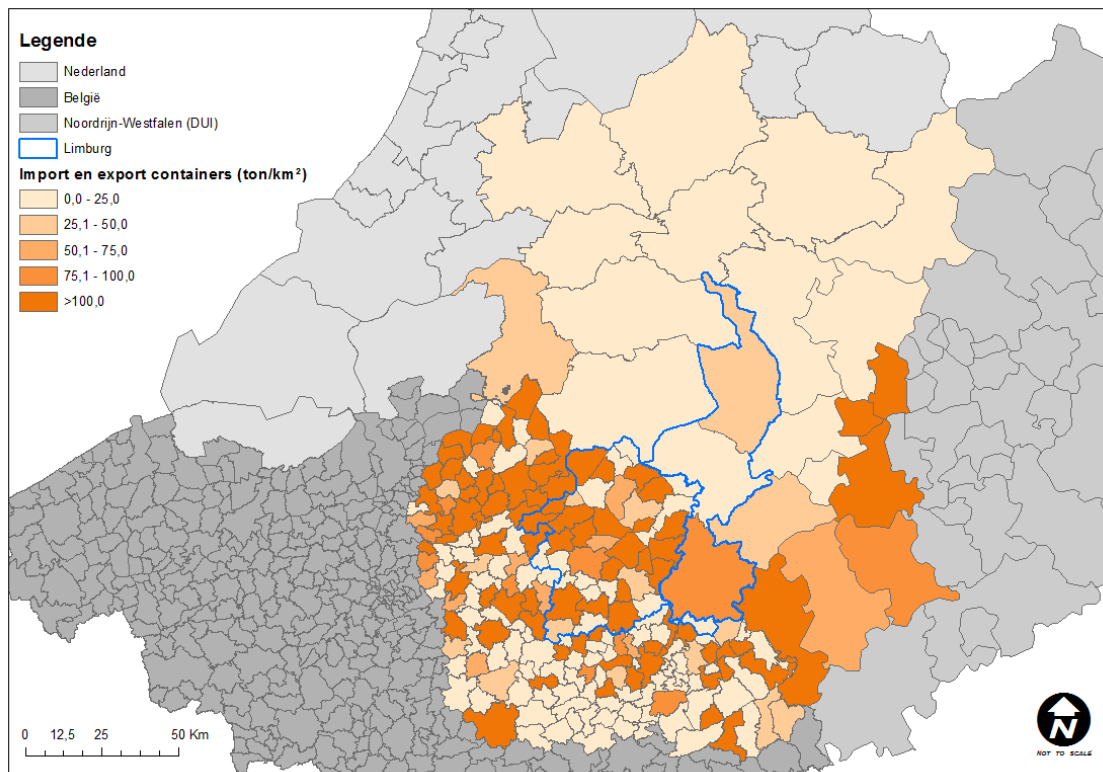 Legende
Nederland
België
Noordrijn-Westfalen (DUI)
Limburg
Import en export containers (ton/km²)
0,0 - 25,0
25,1 - 50,0
50,1 - 75,0
75,1 - 100,0
>100,0
0 12,5 25 50 Km
N
NOT TO SCALE